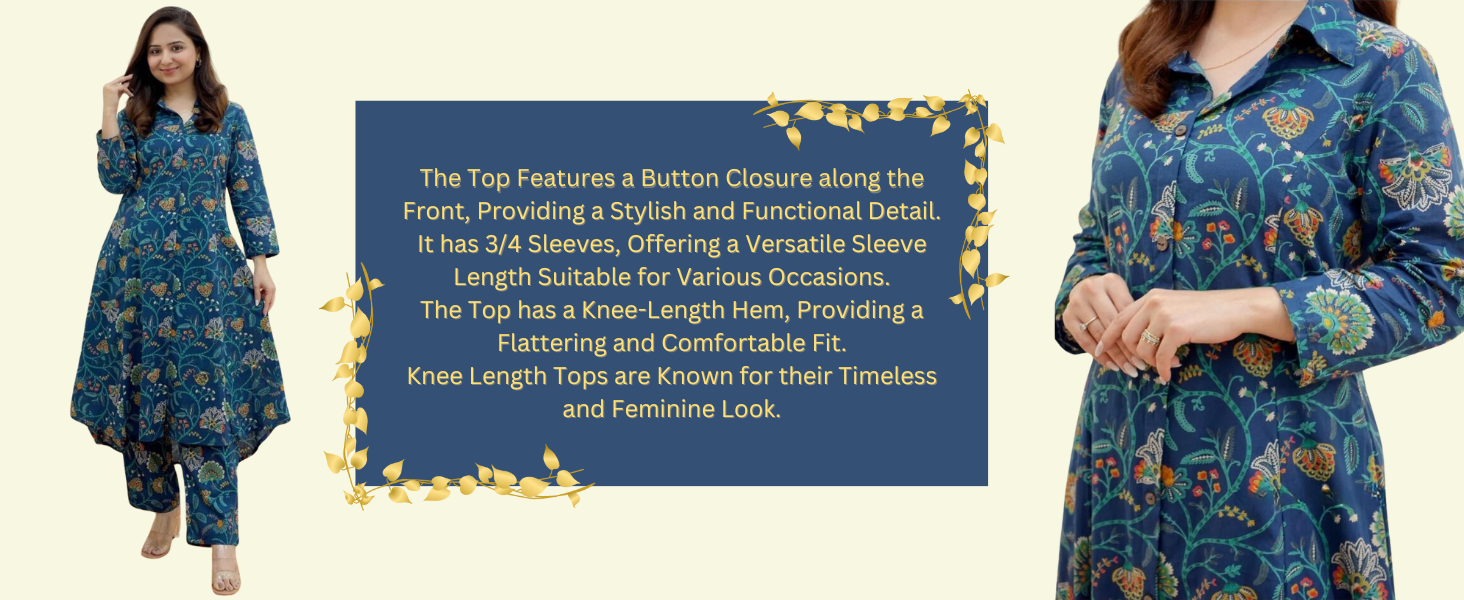 The Top Features a Button Closure along the
Front, Providing a Stylish and Functional Detail.
It has 3/4 Sleeves, Offering a Versatile Sleeve
Length Suitable for Various Occasions.
The Top has a Knee-Length Hem, Providing a
Flattering and Comfortable Fit.
Knee Length Tops are Known for their Timeless
and Feminine Look.